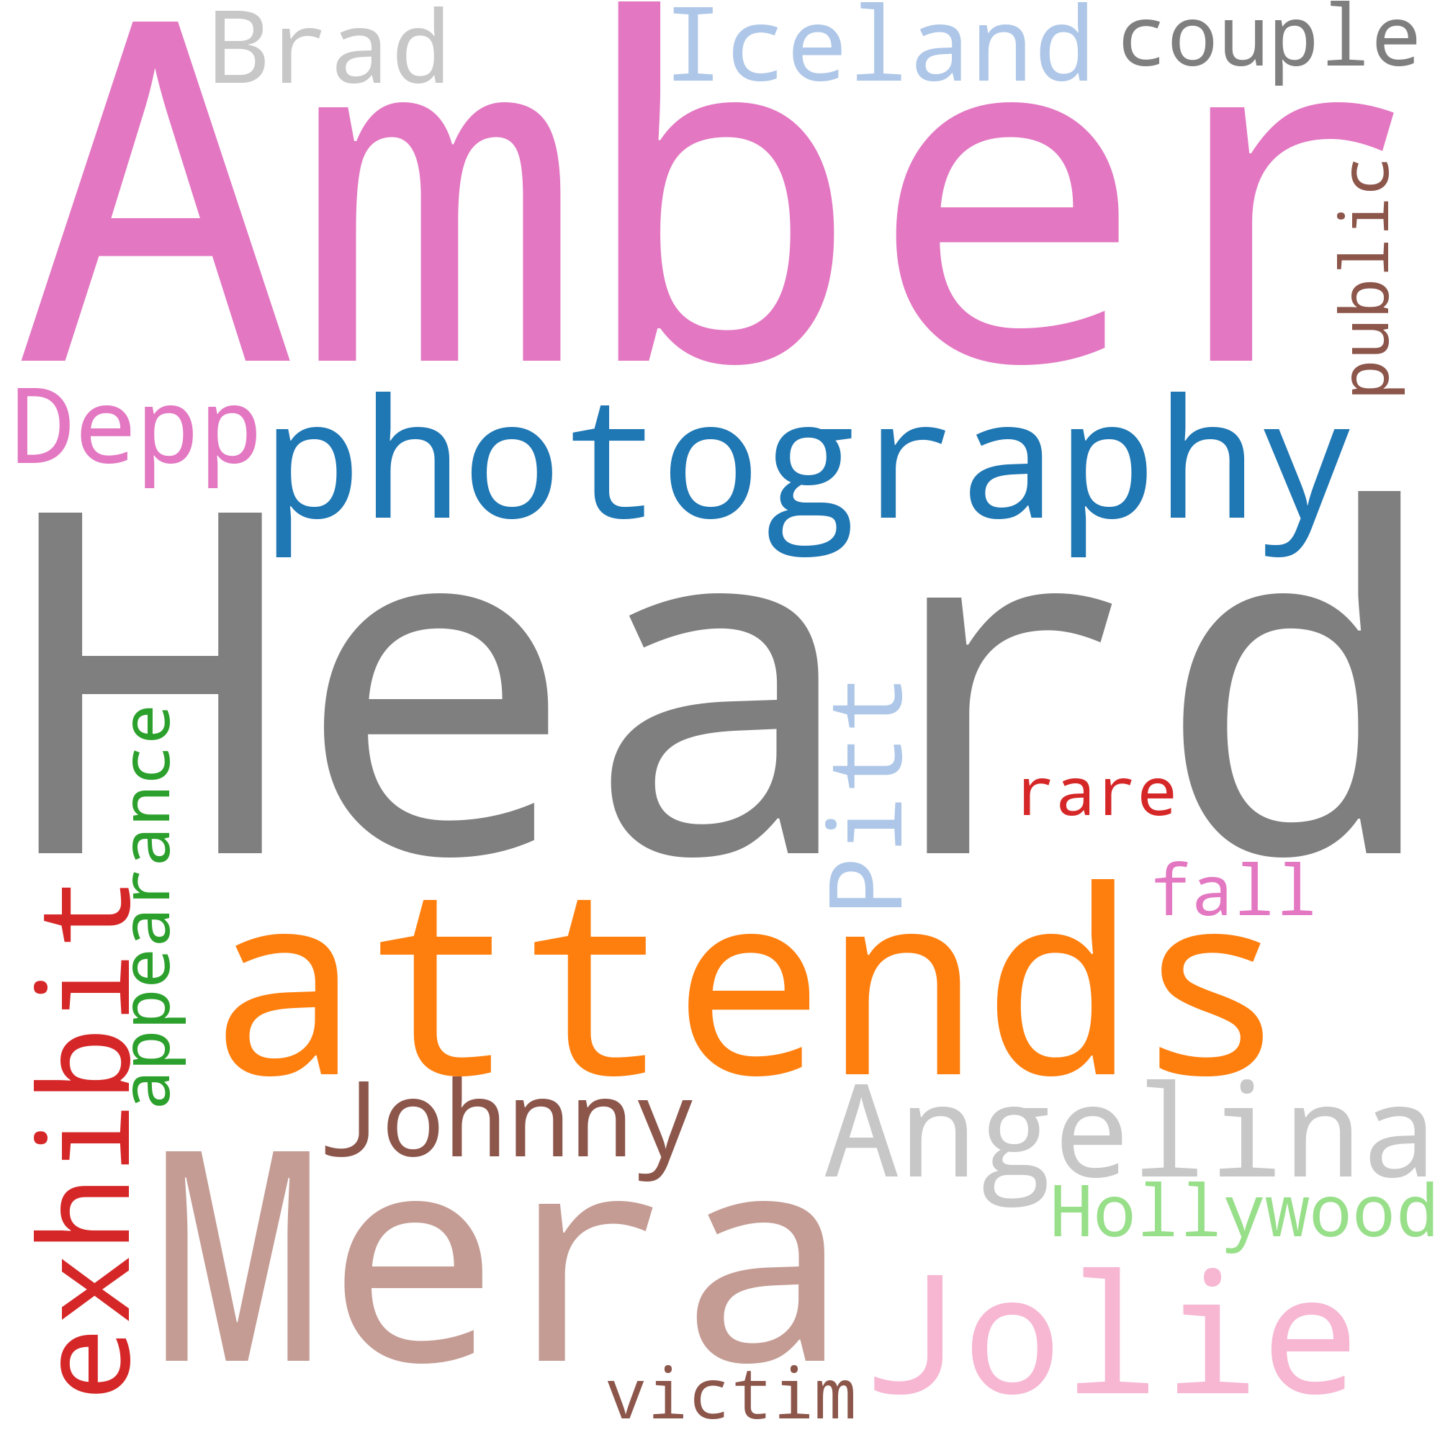 Brad
Iceland
couple
Amber
public
Depp
photography
Heard
Pitt
rare
appearance
fall
exhibit
attends
Johnny
Angelina
Mera
Hollywood
Jolie
victim